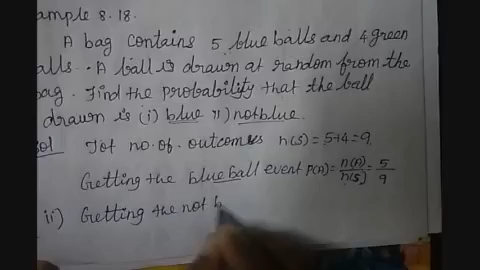 ample 8.18.
A bag contains 5 blue balls and 4 green
alls. A ball is drawn at random from the
bag. Find the probability that the ball
drawn is (i) blue ii) not blue.
Sol Tot no. of. outcomes n(S) = 5+4 = 9
Getting the blue ball event P(A) = n(A)/n(S) = 5/9
ii) Getting the not b